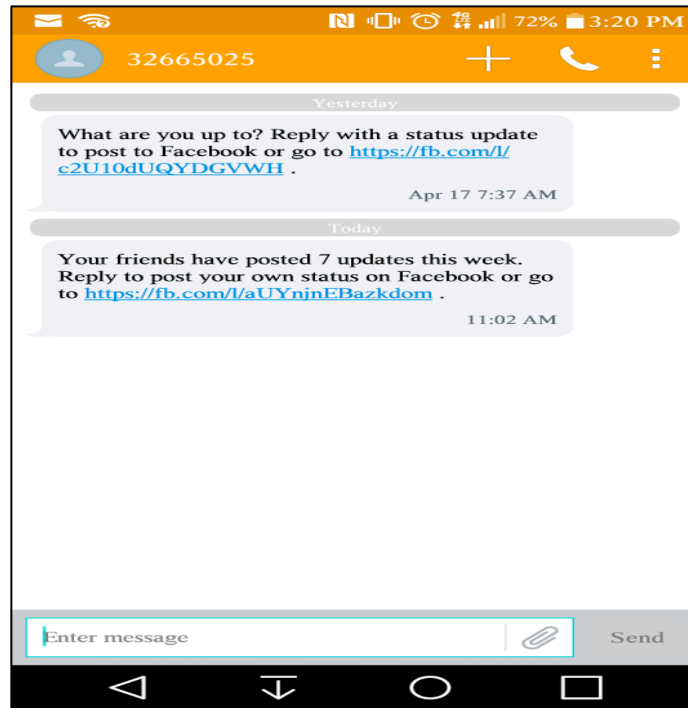 4G LTE 72% 3:20 PM
32665025
Yesterday
What are you up to? Reply with a status update
to post to Facebook or go to https://fb.com/l/
c2U10dUQYDGVWH .
Apr 17 7:37 AM
Today
Your friends have posted 7 updates this week.
Reply to post your own status on Facebook or go
to https://fb.com/l/aUYnjnEBazkdom .
11:02 AM
Enter message
Send